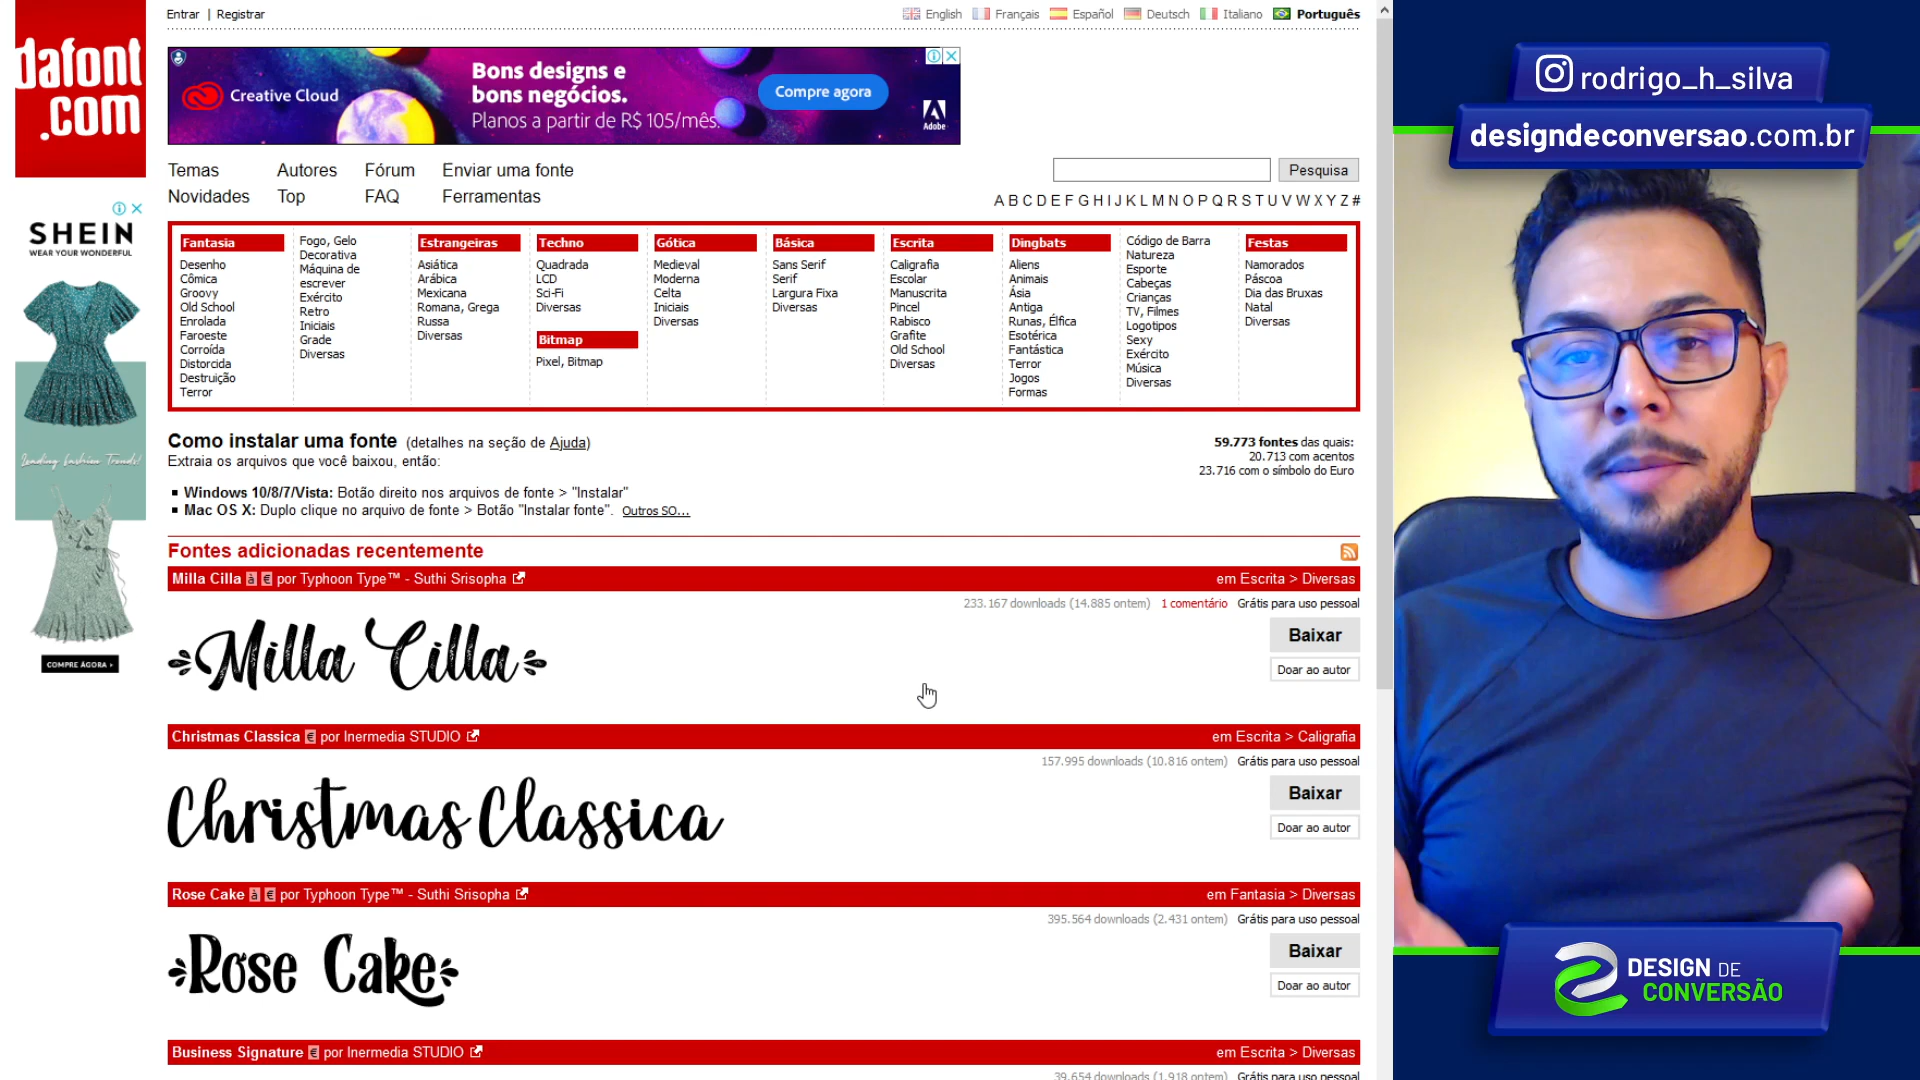 dafont
.com
Entrar | Registrar
English Français Español Deutsch Italiano Português
Creative Cloud
Bons designs e
bons negócios.
Planos a partir de R$ 105/mês.
Compre agora
Adobe
Temas Autores Fórum Enviar uma fonte
Novidades Top FAQ Ferramentas
Pesquisa
A B C D E F G H I J K L M N O P Q R S T U V W X Y Z #
SHEIN
WEAR YOUR WONDERFUL
Leading fashion Trends!
COMPRE AGORA
Fantasia
Desenho
Cômica
Groovy
Old School
Enrolada
Faroeste
Corroída
Distorcida
Destruição
Terror
Fogo, Gelo
Decorativa
Máquina de
escrever
Exército
Retro
Iniciais
Grade
Diversas
Estrangeiras
Asiática
Arábica
Mexicana
Romana, Grega
Russa
Diversas
Techno
Quadrada
LCD
Sci-Fi
Diversas
Bitmap
Pixel, Bitmap
Gótica
Medieval
Moderna
Celta
Iniciais
Diversas
Básica
Sans Serif
Serif
Largura Fixa
Diversas
Escrita
Caligrafia
Escolar
Manuscrita
Pincel
Rabisco
Grafite
Old School
Diversas
Dingbats
Aliens
Animais
Ásia
Antiga
Runas, Élfica
Esotérica
Fantástica
Terror
Jogos
Formas
Código de Barra
Natureza
Esporte
Cabeças
Crianças
TV, Filmes
Logotipos
Sexy
Exército
Música
Diversas
Festas
Namorados
Páscoa
Dia das Bruxas
Natal
Diversas
Como instalar uma fonte (detalhes na seção de Ajuda)
Extraia os arquivos que você baixou, então:
Windows 10/8/7/Vista: Botão direito nos arquivos de fonte > "Instalar"
Mac OS X: Duplo clique no arquivo de fonte > Botão "Instalar fonte". Outros SO...
59.773 fontes das quais:
20.713 com acentos
23.716 com o símbolo do Euro
Fontes adicionadas recentemente
Milla Cilla à € por Typhoon Type™ - Suthi Srisopha em Escrita > Diversas
233.167 downloads (14.885 ontem) 1 comentário Grátis para uso pessoal
Milla Cilla
Baixar
Doar ao autor
Christmas Classica € por Inermedia STUDIO em Escrita > Caligrafia
157.995 downloads (10.816 ontem) Grátis para uso pessoal
Christmas Classica
Baixar
Doar ao autor
Rose Cake à € por Typhoon Type™ - Suthi Srisopha em Fantasia > Diversas
395.564 downloads (2.431 ontem) Grátis para uso pessoal
Rose Cake
Baixar
Doar ao autor
Business Signature € por Inermedia STUDIO em Escrita > Diversas
39.654 downloads (1.918 ontem) Grátis para uso pessoal
rodrigo_h_silva
designdeconversao.com.br
DESIGN DE
CONVERSÃO